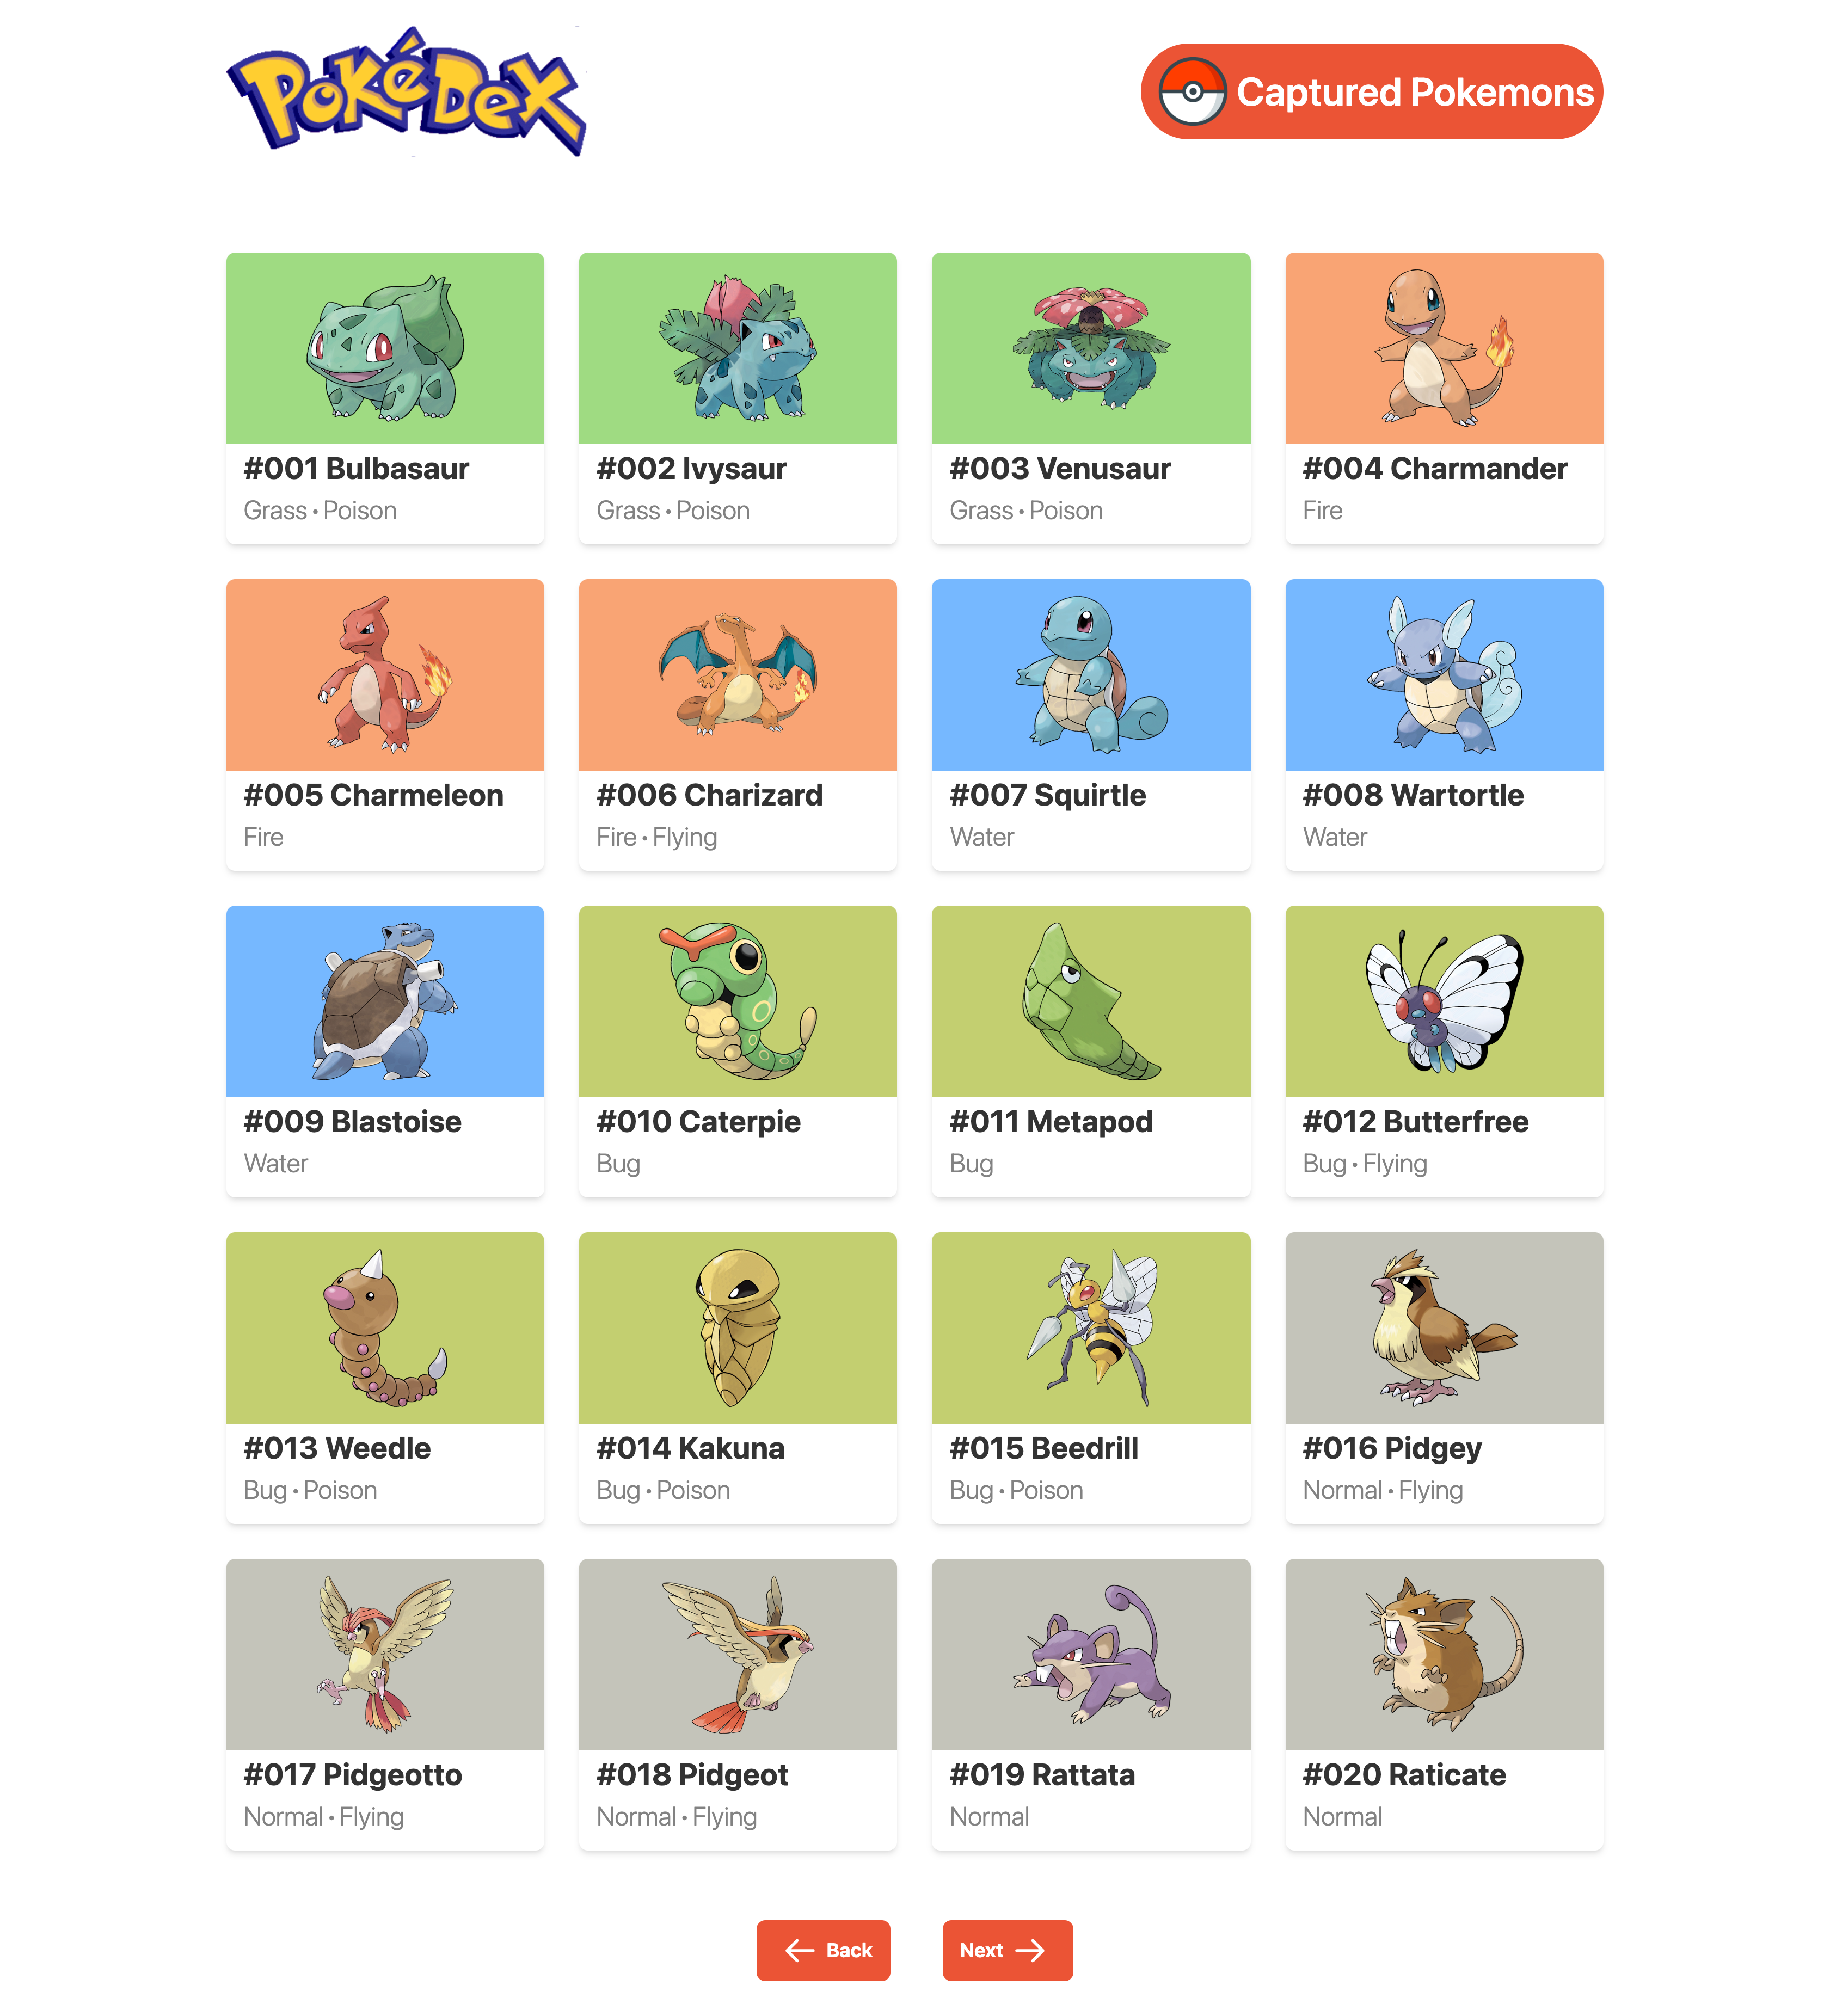 PoKéDex
Captured Pokemons
#001 Bulbasaur
Grass • Poison
#002 Ivysaur
Grass • Poison
#003 Venusaur
Grass • Poison
#004 Charmander
Fire
#005 Charmeleon
Fire
#006 Charizard
Fire • Flying
#007 Squirtle
Water
#008 Wartortle
Water
#009 Blastoise
Water
#010 Caterpie
Bug
#011 Metapod
Bug
#012 Butterfree
Bug • Flying
#013 Weedle
Bug • Poison
#014 Kakuna
Bug • Poison
#015 Beedrill
Bug • Poison
#016 Pidgey
Normal • Flying
#017 Pidgeotto
Normal • Flying
#018 Pidgeot
Normal • Flying
#019 Rattata
Normal
#020 Raticate
Normal
Back
Next